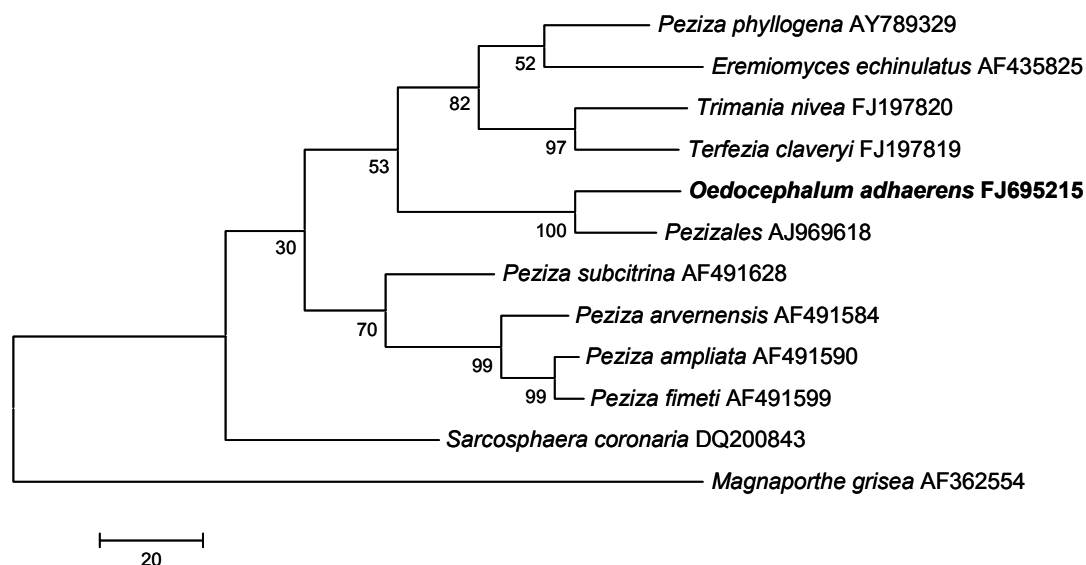 Peziza phyllogena AY789329
52
Eremiomyces echinulatus AF435825
82
Trimania nivea FJ197820
97
Terfezia claveryi FJ197819
53
Oedocephalum adhaerens FJ695215
100
Pezizales AJ969618
30
Peziza subcitrina AF491628
70
Peziza arvernensis AF491584
99
Peziza ampliata AF491590
99
Peziza fimeti AF491599
Sarcosphaera coronaria DQ200843
Magnaporthe grisea AF362554
20